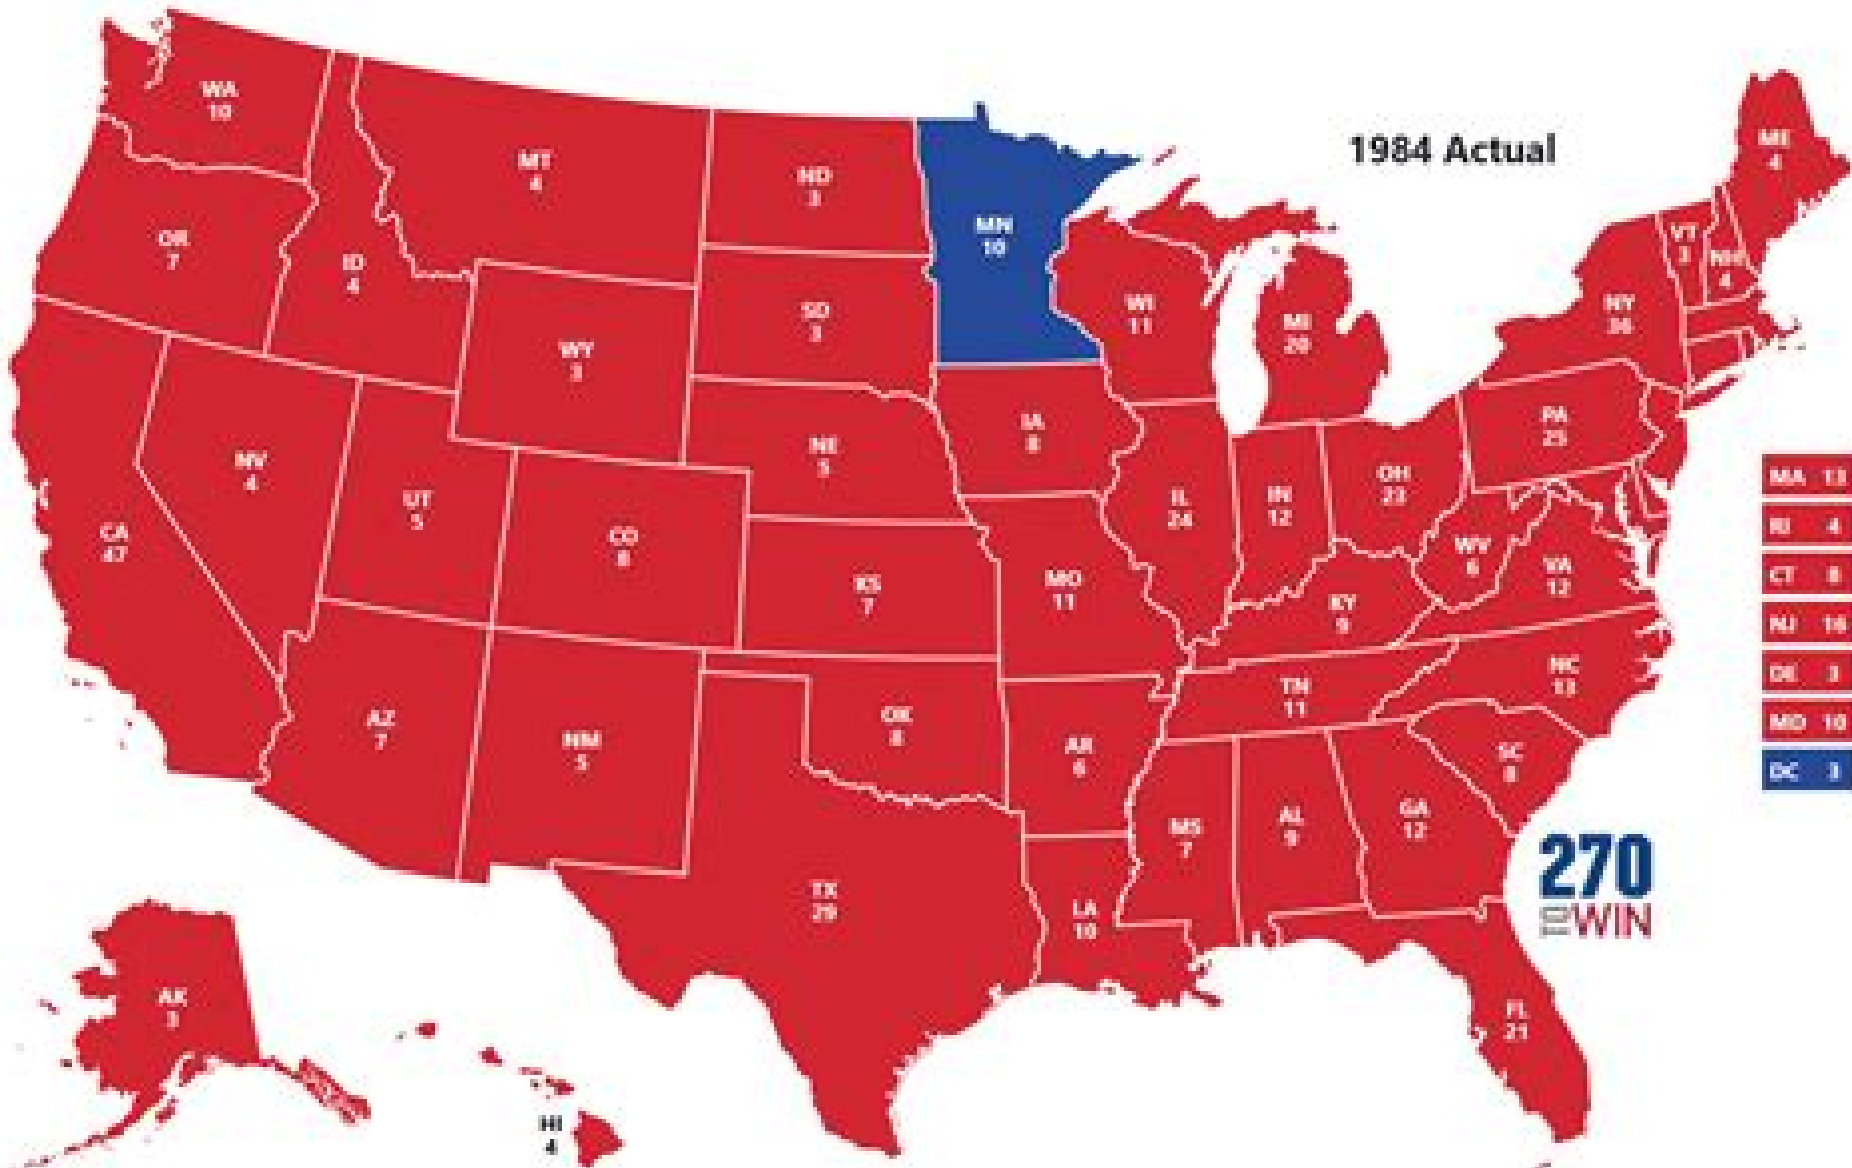 1984 Actual
WA
10
MT
4
ND
3
MN
10
ME
4
OR
7
ID
4
SD
3
WI
11
MI
20
NY
36
VT
3
NH
4
WY
3
NE
5
IA
8
PA
25
NV
4
UT
5
CO
8
IL
24
IN
12
OH
23
CA
47
KS
7
MO
11
KY
9
WV
6
VA
12
AZ
7
NM
5
OK
8
AR
6
TN
11
NC
13
TX
29
LA
10
MS
7
AL
9
GA
12
SC
8
FL
21
AK
3
HI
4
MA 13
RI 4
CT 8
NJ 16
DE 3
MD 10
DC 3
270
TO WIN